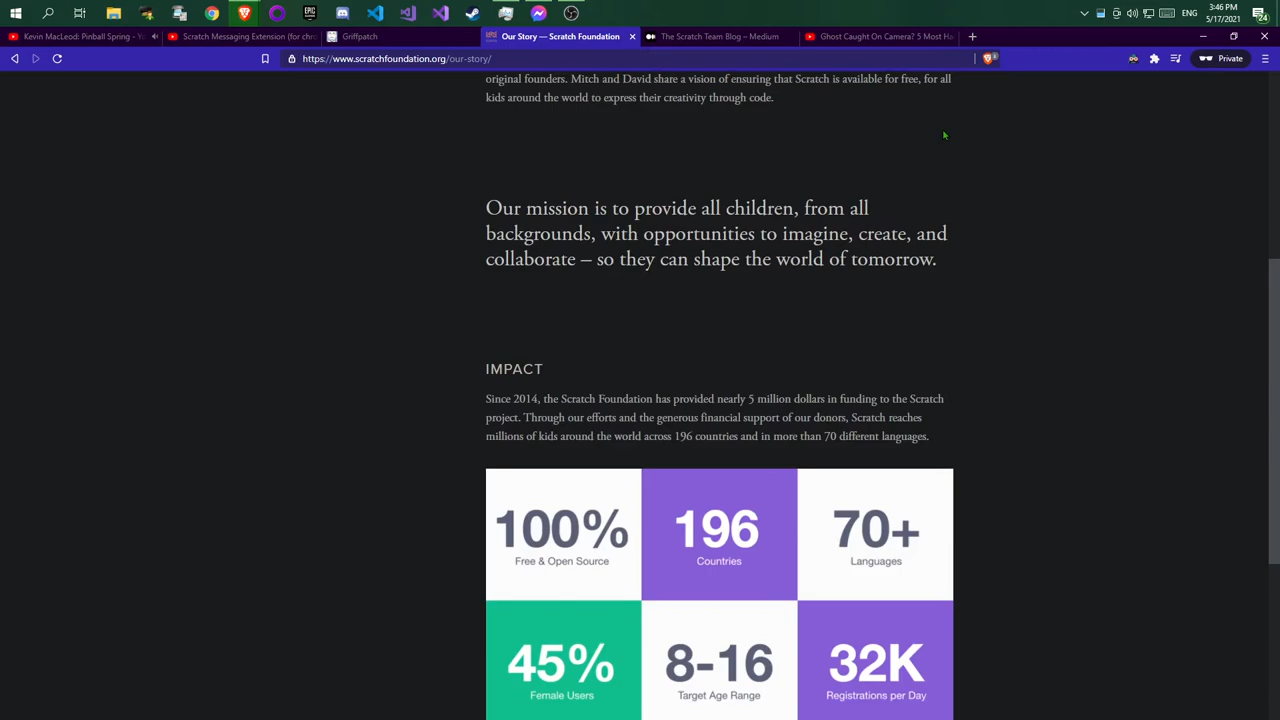 ENG
3:46 PM
5/17/2021
24
Kevin MacLeod: Pinball Spring - Yo
Scratch Messaging Extension (for chro
Griffpatch
Our Story — Scratch Foundation
The Scratch Team Blog – Medium
Ghost Caught On Camera? 5 Most Ha
https://www.scratchfoundation.org/our-story/
Private
original founders. Mitch and David share a vision of ensuring that Scratch is available for free, for all
kids around the world to express their creativity through code.
Our mission is to provide all children, from all
backgrounds, with opportunities to imagine, create, and
collaborate – so they can shape the world of tomorrow.
IMPACT
Since 2014, the Scratch Foundation has provided nearly 5 million dollars in funding to the Scratch
project. Through our efforts and the generous financial support of our donors, Scratch reaches
millions of kids around the world across 196 countries and in more than 70 different languages.
100%
Free & Open Source
196
Countries
70+
Languages
45%
Female Users
8-16
Target Age Range
32K
Registrations per Day